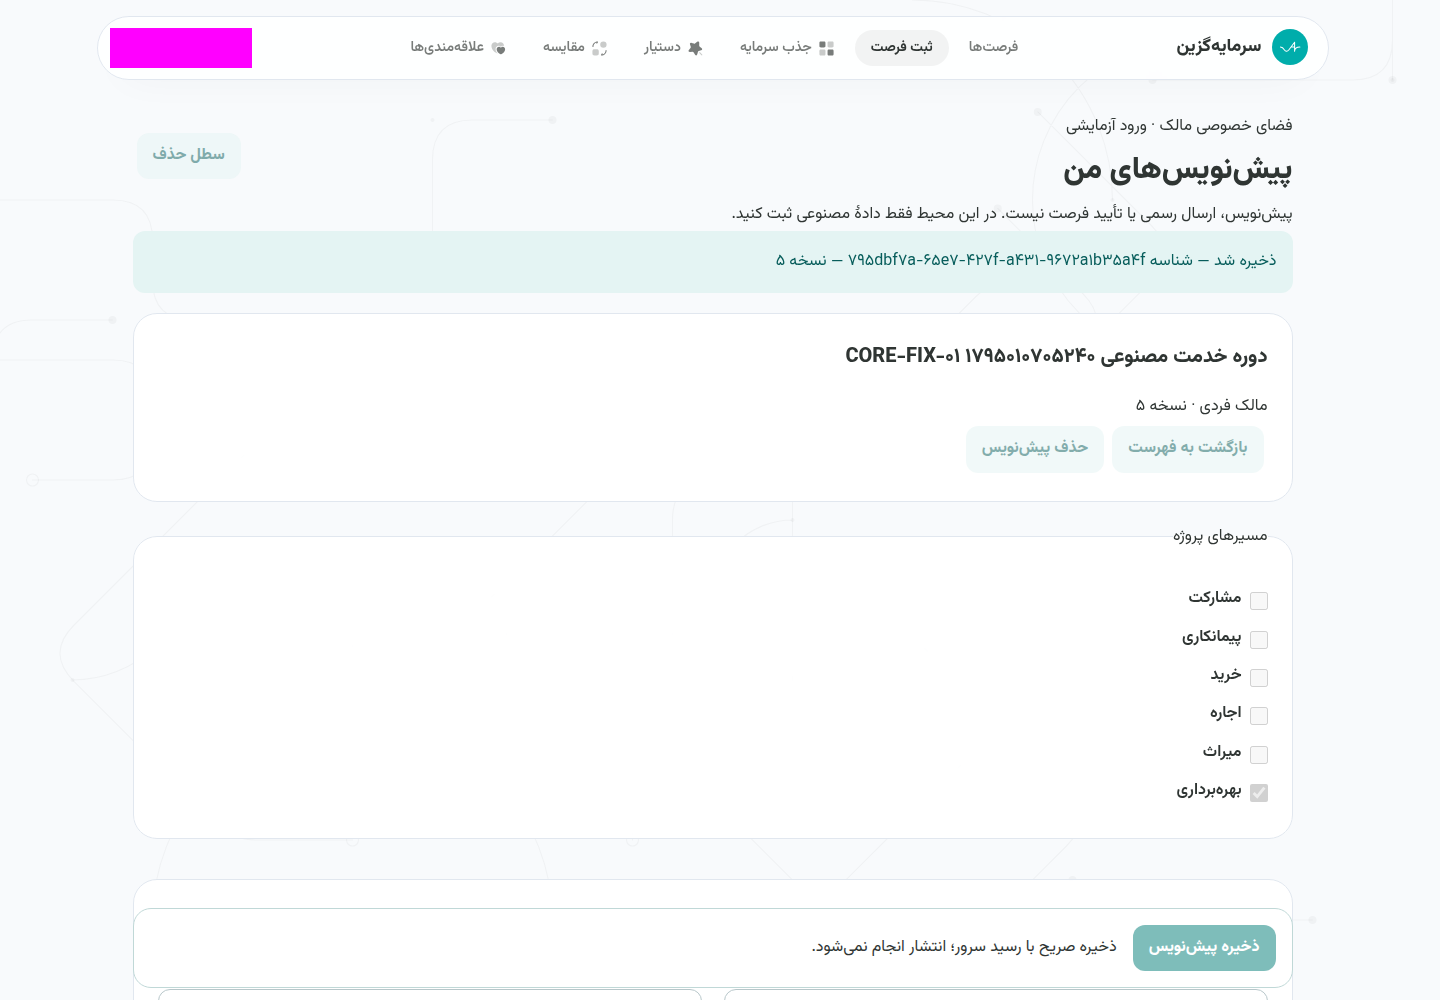 سرمایه‌گزین
فرصت‌ها
ثبت فرصت
جذب سرمایه
دستیار
مقایسه
علاقه‌مندی‌ها
فضای خصوصی مالک · ورود آزمایشی
پیش‌نویس‌های من
سطل حذف
پیش‌نویس، ارسال رسمی یا تأیید فرصت نیست. در این محیط فقط دادهٔ مصنوعی ثبت کنید.
ذخیره شد — شناسه ۷۹۵dbf۷a-۶۵e۷-۴۲۷f-a۴۳۱-۹۶۷۲a۱b۳۵a۴f — نسخه ۵
دوره خدمت مصنوعی CORE-FIX-۰۱ ۱۷۹۵۰۱۰۷۰۵۲۴۰
مالک فردی · نسخه ۵
بازگشت به فهرست
حذف پیش‌نویس
مسیرهای پروژه
مشارکت
پیمانکاری
خرید
اجاره
میراث
بهره‌برداری
ذخیره پیش‌نویس
ذخیره صریح با رسید سرور؛ انتشار انجام نمی‌شود.